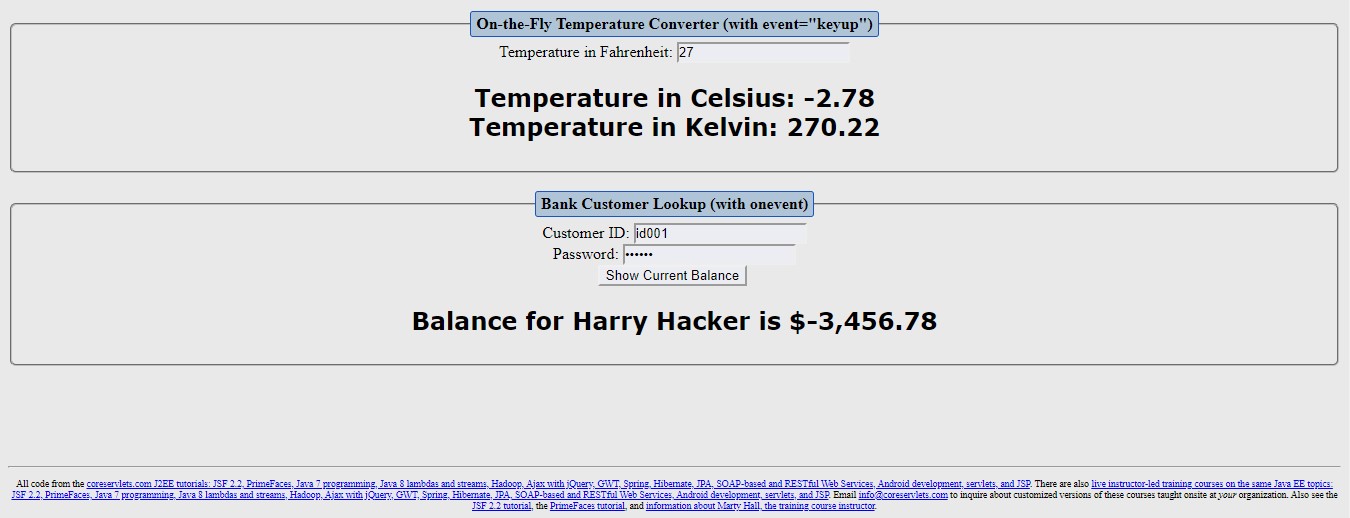 On-the-Fly Temperature Converter (with event="keyup")
Temperature in Fahrenheit: 27
Temperature in Celsius: -2.78
Temperature in Kelvin: 270.22
Bank Customer Lookup (with onevent)
Customer ID: id001
Password: ••••••
Show Current Balance
Balance for Harry Hacker is $-3,456.78
All code from the coreservlets.com J2EE tutorials: JSF 2.2, PrimeFaces, Java 7 programming, Java 8 lambdas and streams, Hadoop, Ajax with jQuery, GWT, Spring, Hibernate, JPA, SOAP-based and RESTful Web Services, Android development, servlets, and JSP. There are also live instructor-led training courses on the same Java EE topics:
JSF 2.2, PrimeFaces, Java 7 programming, Java 8 lambdas and streams, Hadoop, Ajax with jQuery, GWT, Spring, Hibernate, JPA, SOAP-based and RESTful Web Services, Android development, servlets, and JSP. Email info@coreservlets.com to inquire about customized versions of these courses taught onsite at your organization. Also see the
JSF 2.2 tutorial, the PrimeFaces tutorial, and information about Marty Hall, the training course instructor.